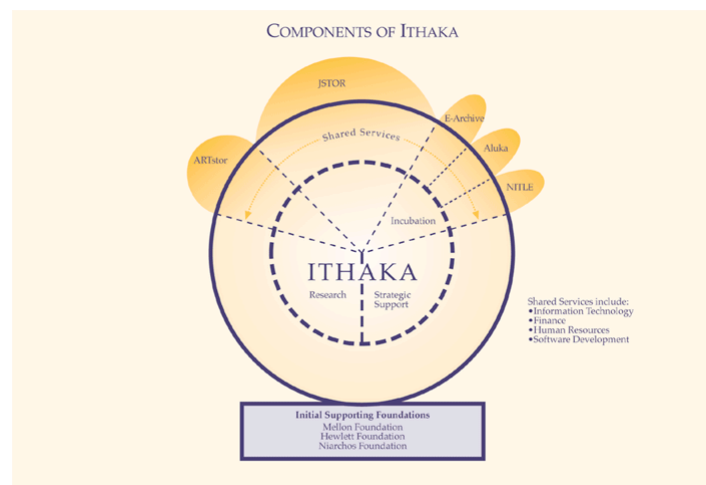 COMPONENTS OF ITHAKA
JSTOR
E-Archive
Shared Services
Aluka
ARTstor
NITLE
Incubation
ITHAKA
Research
Strategic
Support
Shared Services include:
•Information Technology
•Finance
•Human Resources
•Software Development
Initial Supporting Foundations
Mellon Foundation
Hewlett Foundation
Niarchos Foundation